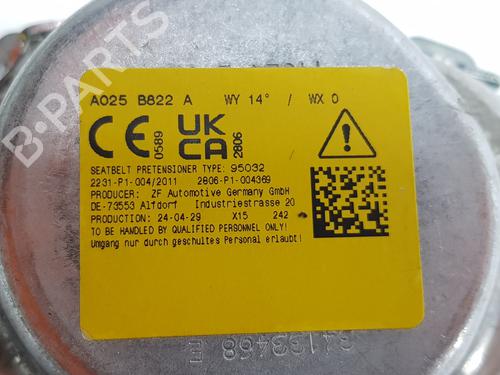 A025 B822 A WY 14° / WX 0
CE 0589 UK CA 2806
SEATBELT PRETENSIONER TYPE: 95032
2231-P1-004/2011 2806-P1-004369
PRODUCER: ZF Automotive Germany GmbH
DE-73553 Alfdorf Industriestrasse 20
PRODUCTION: 24-04-29 X15 242
TO BE HANDLED BY QUALIFIED PERSONNEL ONLY!
Umgang nur durch geschultes Personal erlaubt!
B-PARTS